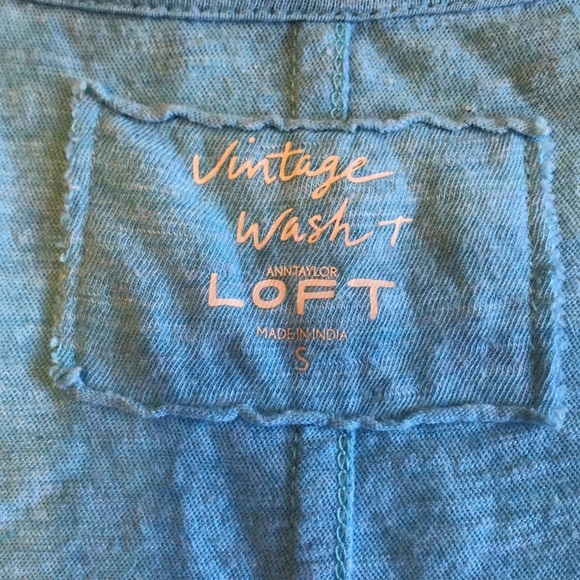 Vintage
Wash T
ANNTAYLOR
LOFT
MADE IN INDIA
S